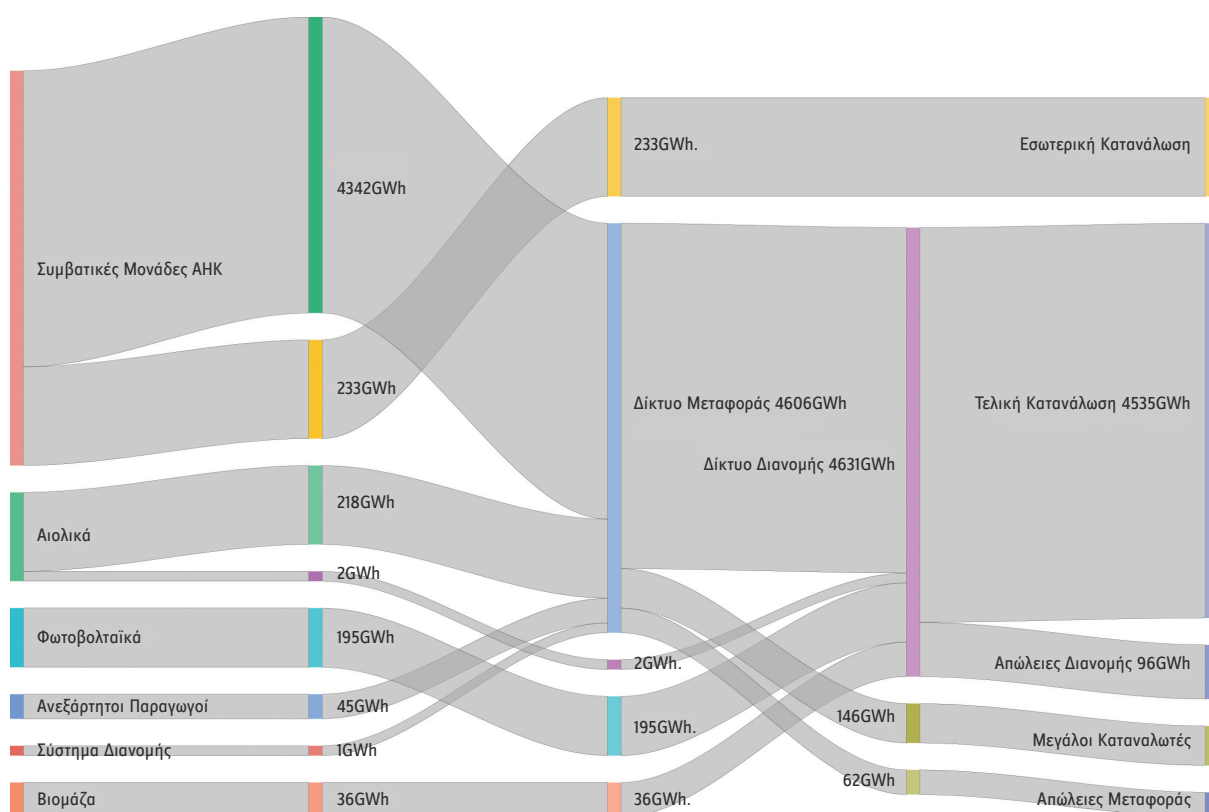 Συμβατικές Μονάδες ΑΗΚ
Αιολικά
Φωτοβολταϊκά
Ανεξάρτητοι Παραγωγοί
Σύστημα Διανομής
Βιομάζα
4342GWh
233GWh
218GWh
2GWh
195GWh
45GWh
1GWh
36GWh
233GWh.
Δίκτυο Μεταφοράς 4606GWh
2GWh.
195GWh.
36GWh.
Δίκτυο Διανομής 4631GWh
146GWh
62GWh
Εσωτερική Κατανάλωση
Τελική Κατανάλωση 4535GWh
Απώλειες Διανομής 96GWh
Μεγάλοι Καταναλωτές
Απώλειες Μεταφοράς